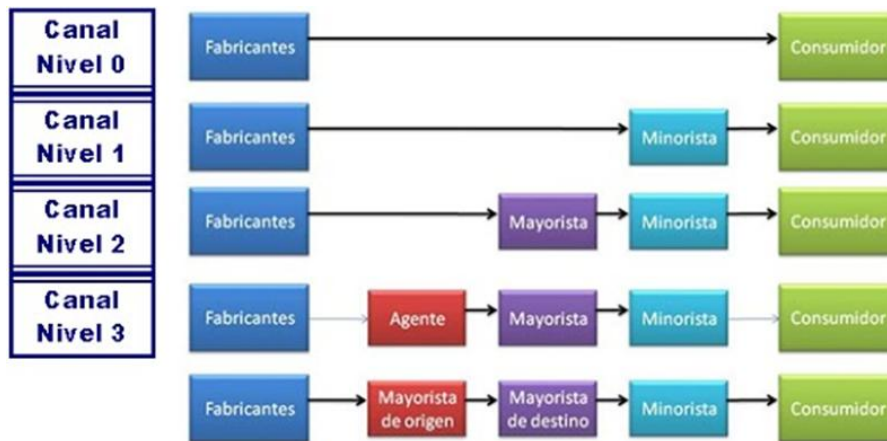 Canal
Nivel 0
Fabricantes
Consumidor
Canal
Nivel 1
Fabricantes
Minorista
Consumidor
Canal
Nivel 2
Fabricantes
Mayorista
Minorista
Consumidor
Canal
Nivel 3
Fabricantes
Agente
Mayorista
Minorista
Consumidor
Fabricantes
Mayorista
de origen
Mayorista
de destino
Minorista
Consumidor